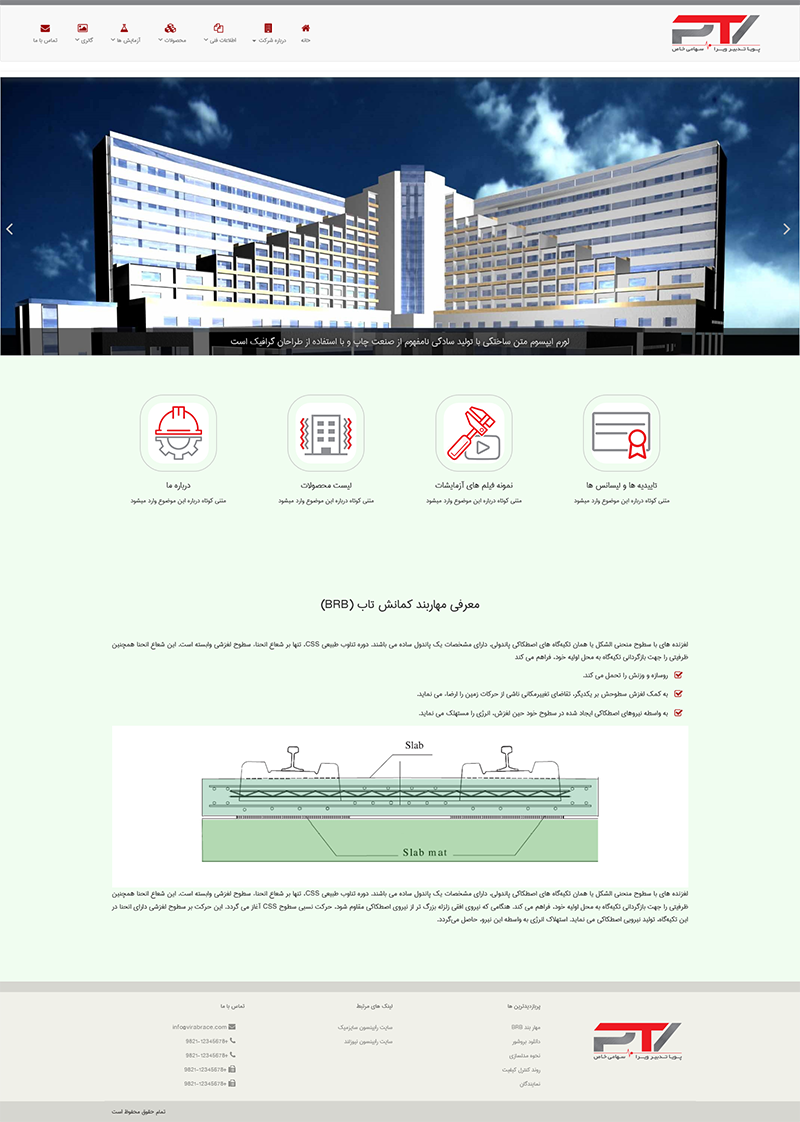 خانه
درباره شرکت
اطلاعات فنی
محصولات
آزمایش ها
گالری
تماس با ما
PTV
پویا تدبیر ویرا سهامی خاص
لورم ایپسوم متن ساختگی با تولید سادگی نامفهوم از صنعت چاپ و با استفاده از طراحان گرافیک است
تاییدیه ها و لیسانس ها
متنی کوتاه درباره این موضوع وارد میشود
نمونه فیلم های آزمایشات
متنی کوتاه درباره این موضوع وارد میشود
لیست محصولات
متنی کوتاه درباره این موضوع وارد میشود
درباره ما
متنی کوتاه درباره این موضوع وارد میشود
معرفی مهاربند کمانش تاب (BRB)
لغزنده های با سطوح منحنی الشکل یا همان تکیه‌گاه های اصطکاکی پاندولی، دارای مشخصات یک پاندول ساده می باشند. دوره تناوب طبیعی CSS، تنها بر شعاع انحنا، سطوح لغزشی وابسته است. این شعاع انحنا همچنین
ظرفیتی را جهت بازگردانی تکیه‌گاه به محل اولیه خود، فراهم می کند
روسازه و وزنش را تحمل می کند.
به کمک لغزش سطوحش بر یکدیگر، تقاضای تغییرمکانی ناشی از حرکات زمین را ارضا، می نماید.
به واسطه نیروهای اصطکاکی ایجاد شده در سطوح خود حین لغزش، انرژی را مستهلک می نماید.
Slab
Slab mat
لغزنده های با سطوح منحنی الشکل یا همان تکیه‌گاه های اصطکاکی پاندولی، دارای مشخصات یک پاندول ساده می باشند. دوره تناوب طبیعی CSS، تنها بر شعاع انحنا، سطوح لغزشی وابسته است. این شعاع انحنا همچنین
ظرفیتی را جهت بازگردانی تکیه‌گاه به محل اولیه خود، فراهم می کند. هنگامی که نیروی افقی زلزله بزرگ تر از نیروی اصطکاکی مقاوم شود، حرکت نسبی سطوح CSS آغاز می گردد. این حرکت بر سطوح لغزشی دارای انحنا در
این تکیه‌گاه، تولید نیرویی اصطکاکی می نماید. استهلاک انرژی به واسطه این نیرو، حاصل می‌گردد.
PTV
پویا تدبیر ویرا سهامی خاص
پربازدیدترین ها
مهار بند BRB
دانلود بروشور
نحوه مدلسازی
روند کنترل کیفیت
نمایندگان
لینک های مرتبط
سایت رابینسون سایزمیک
سایت رابینسون نیوزلند
تماس با ما
info@virabrace.com
9821-12345678+
9821-12345678+
9821-12345678+
9821-12345678+
تمام حقوق محفوظ است